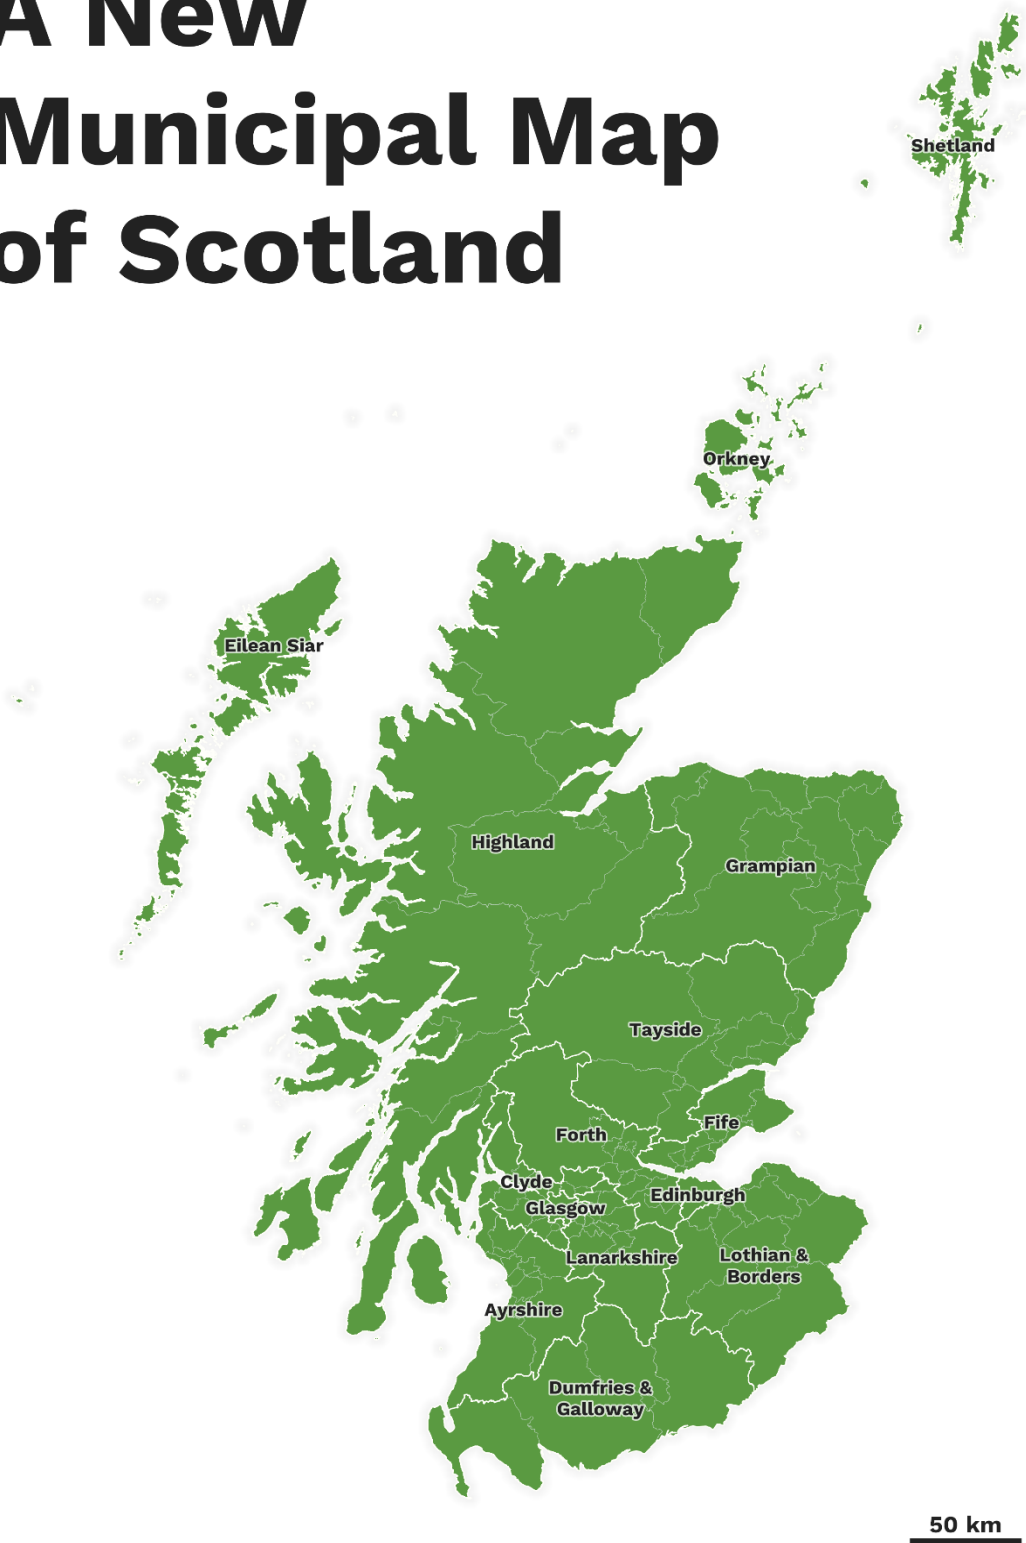 A New
Municipal Map
of Scotland
Shetland
Orkney
Eilean Siar
Highland
Grampian
Tayside
Fife
Forth
Clyde
Edinburgh
Glasgow
Lanarkshire
Lothian &
Borders
Ayrshire
Dumfries &
Galloway
50 km